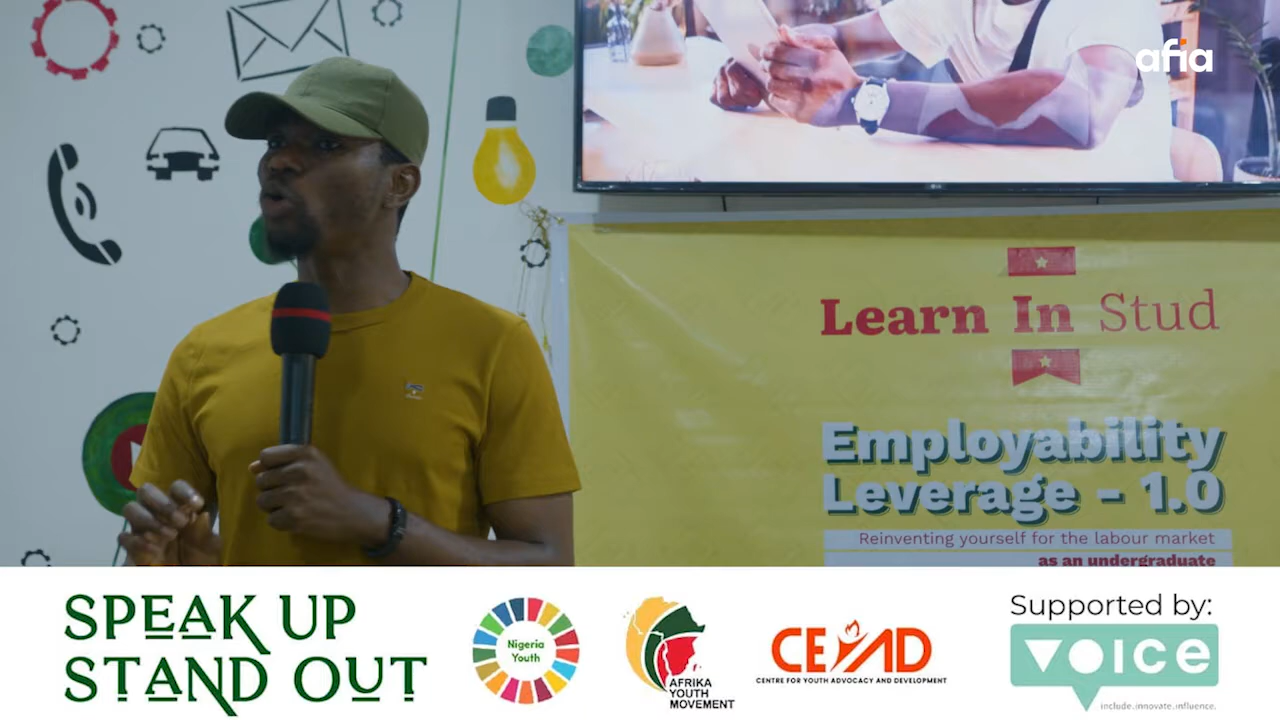 afia
Learn In Stud
Employability
Leverage - 1.0
Reinventing yourself for the labour market
as an undergraduate
SPEAK UP
STAND OUT
Nigeria
Youth
AFRIKA
YOUTH
MOVEMENT
CEYAD
CENTRE FOR YOUTH ADVOCACY AND DEVELOPMENT
Supported by:
VOICE
include.innovate.influence.